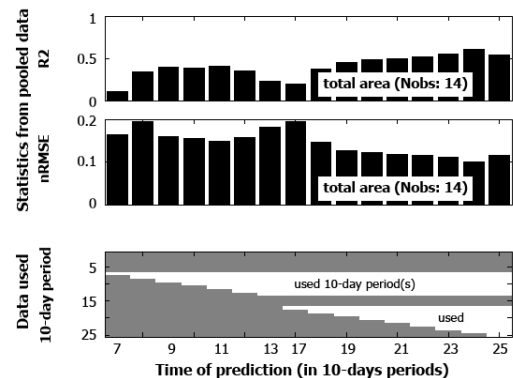 Statistics from pooled data
R2
1
0.5
0
total area (Nobs: 14)
nRMSE
0.2
0.1
0
total area (Nobs: 14)
Data used
10-day period
5
15
25
used 10-day period(s)
used
7 9 11 13 17 19 21 23 25
Time of prediction (in 10-days periods)